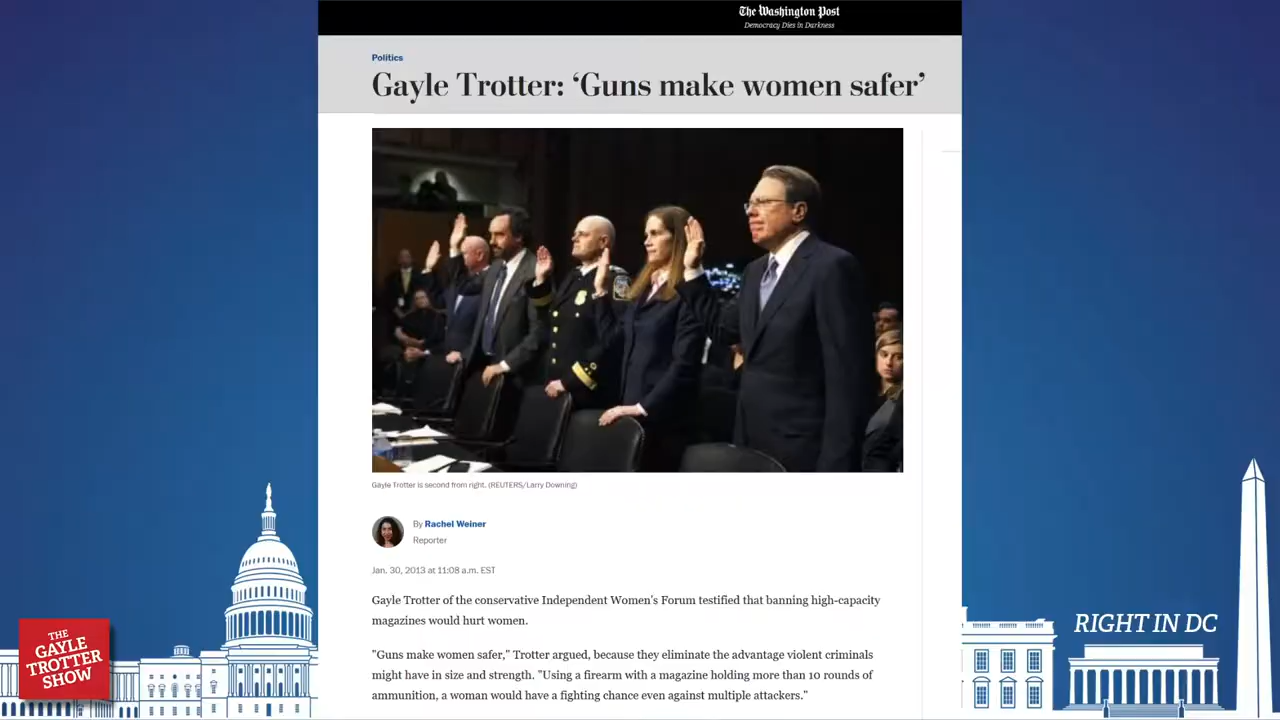 The Washington Post
Democracy Dies in Darkness
Politics
Gayle Trotter: ‘Guns make women safer’
Gayle Trotter is second from right. (REUTERS/Larry Downing)
By Rachel Weiner
Reporter
Jan. 30, 2013 at 11:08 a.m. EST
Gayle Trotter of the conservative Independent Women's Forum testified that banning high-capacity
magazines would hurt women.
"Guns make women safer," Trotter argued, because they eliminate the advantage violent criminals
might have in size and strength. "Using a firearm with a magazine holding more than 10 rounds of
ammunition, a woman would have a fighting chance even against multiple attackers."
THE
GAYLE
TROTTER
SHOW
RIGHT IN DC